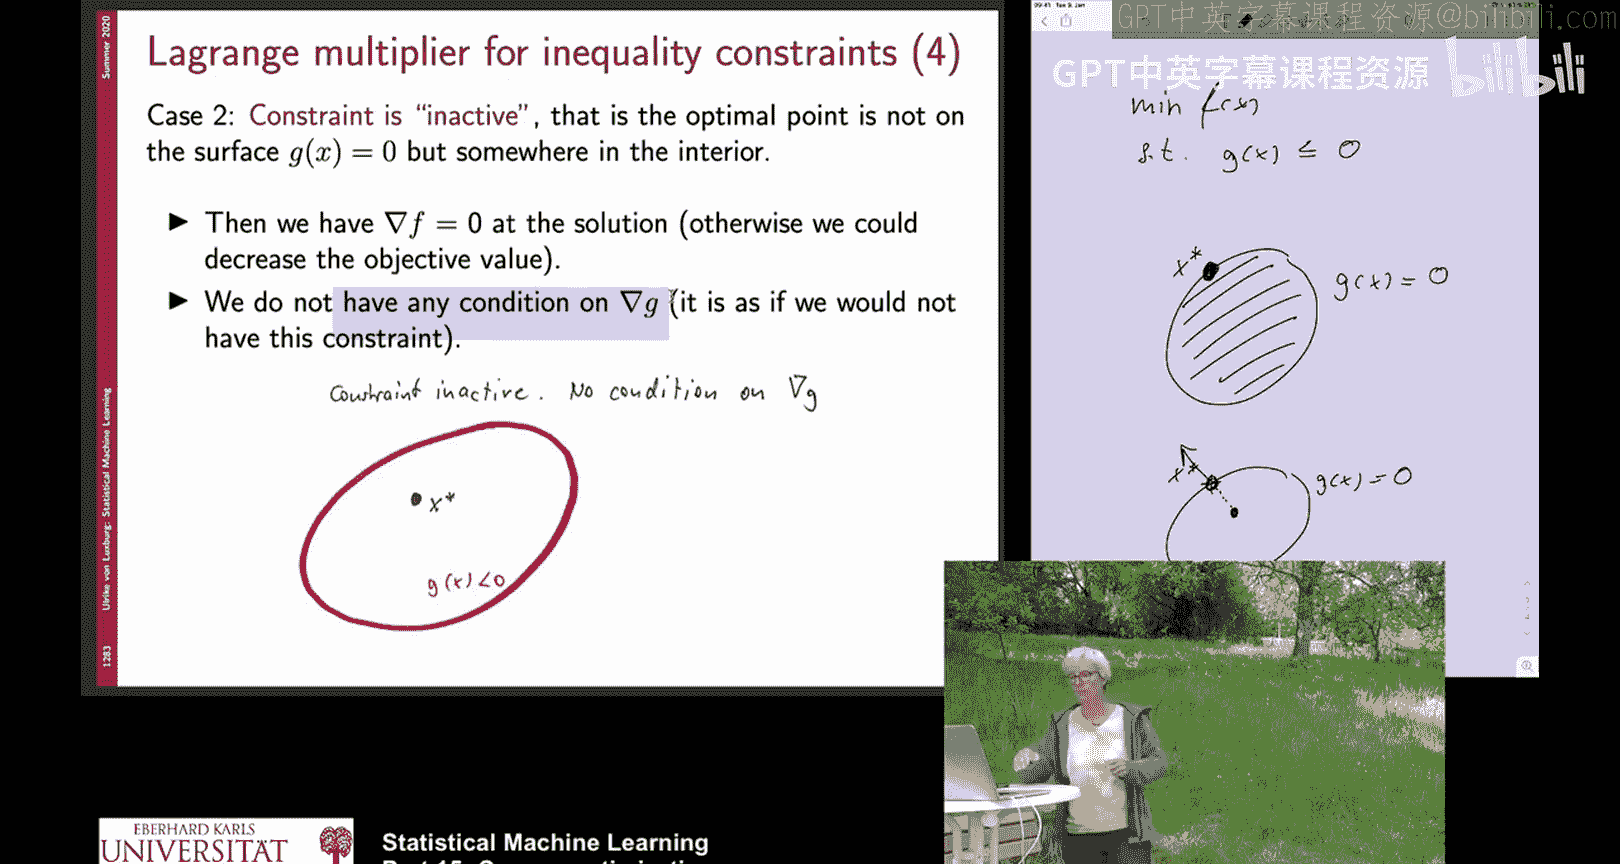 Summer 2020
Lagrange multiplier for inequality constraints (4)
Case 2: Constraint is “inactive”, that is the optimal point is not on
the surface g(x) = 0 but somewhere in the interior.
▶ Then we have ∇f = 0 at the solution (otherwise we could
decrease the objective value).
▶ We do not have any condition on ∇g (it is as if we would not
have this constraint).
Constraint inactive. No condition on ∇g
x*
g(x)<0
Ulrike von Luxburg: Statistical Machine Learning
1283
GPT中英字幕课程资源@bilibili.com
GPT中英字幕课程资源 bilibili
min f(x)
s.t. g(x) ≤ 0
x*
g(x) = 0
x*
g(x) = 0
EBERHARD KARLS
UNIVERSITÄT
Statistical Machine Learning